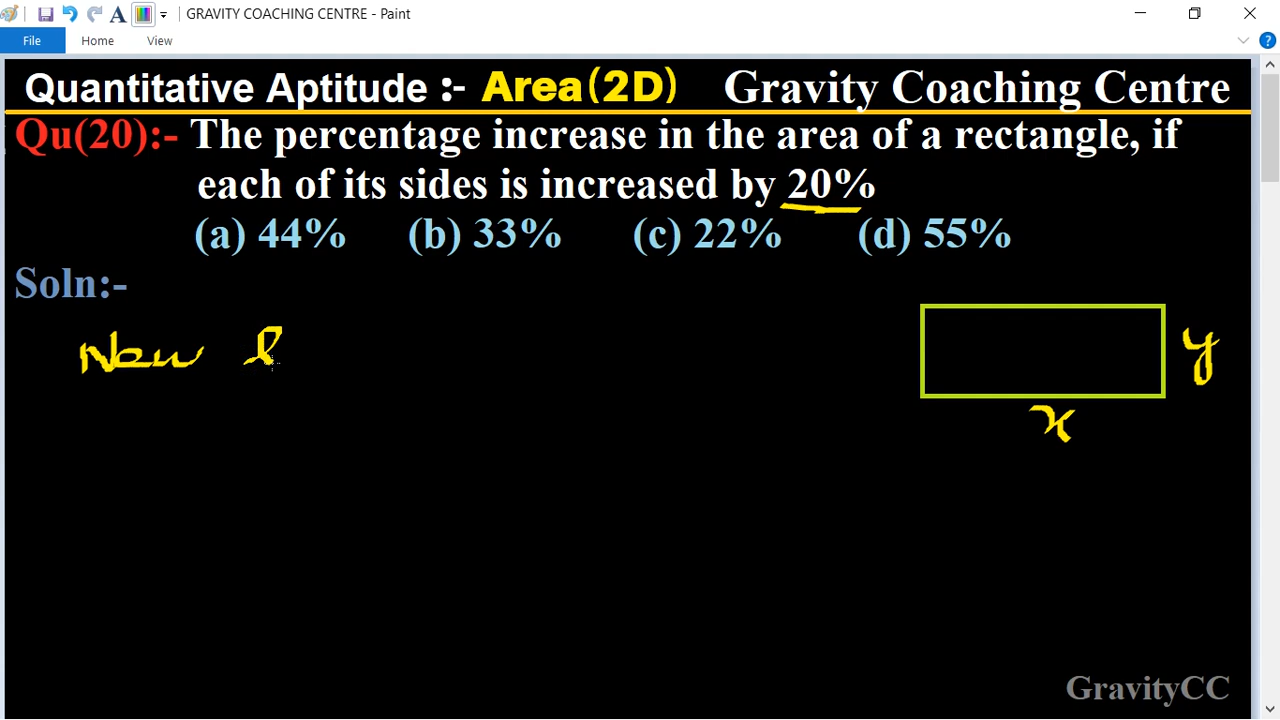 GRAVITY COACHING CENTRE - Paint
File Home View
Quantitative Aptitude :- Area(2D) Gravity Coaching Centre
Qu(20):- The percentage increase in the area of a rectangle, if
each of its sides is increased by 20%
(a) 44% (b) 33% (c) 22% (d) 55%
Soln:-
New l
y
x
GravityCC